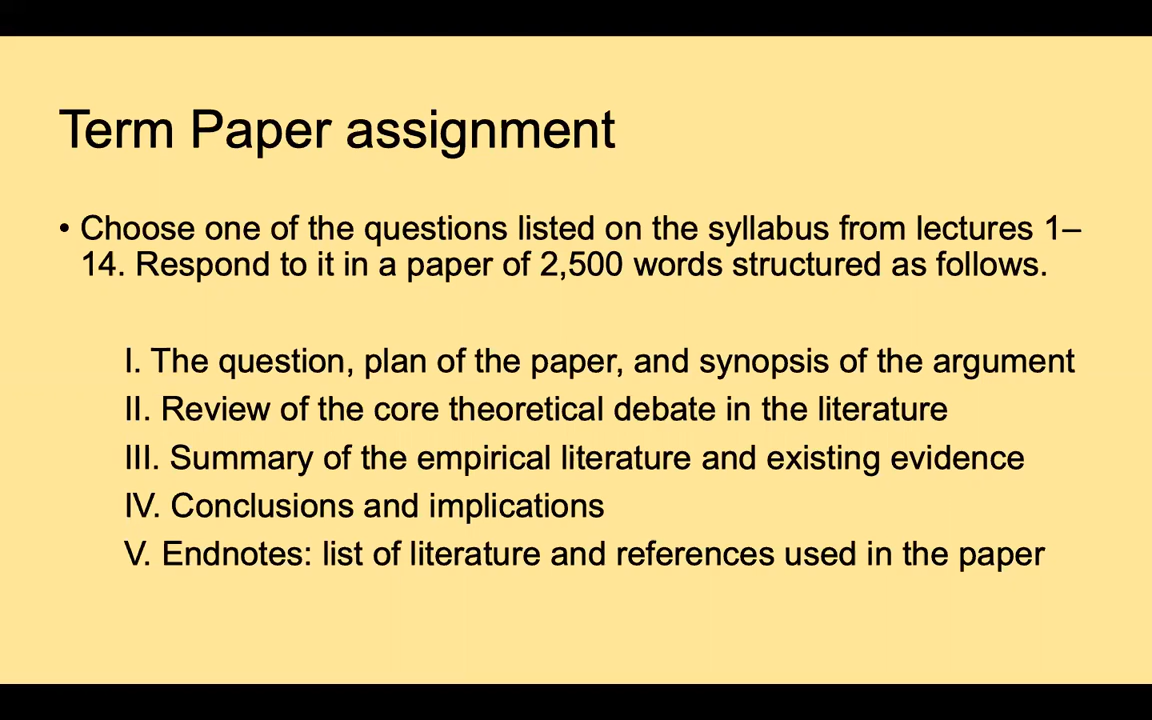 Term Paper assignment
• Choose one of the questions listed on the syllabus from lectures 1–
14. Respond to it in a paper of 2,500 words structured as follows.
I. The question, plan of the paper, and synopsis of the argument
II. Review of the core theoretical debate in the literature
III. Summary of the empirical literature and existing evidence
IV. Conclusions and implications
V. Endnotes: list of literature and references used in the paper